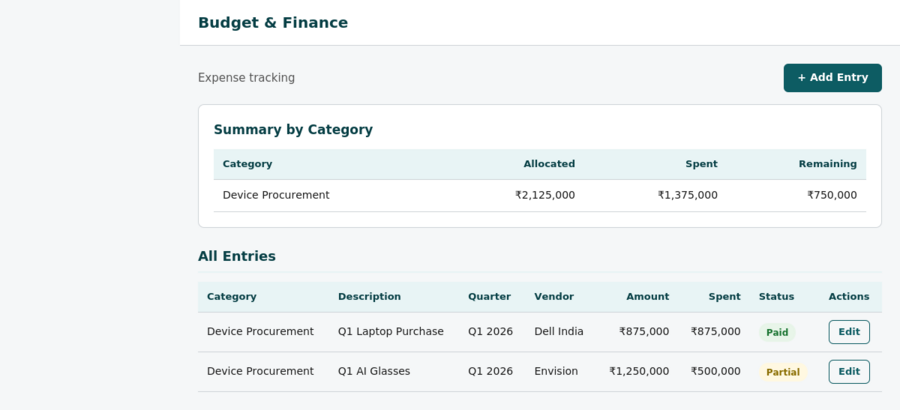 Budget & Finance
Expense tracking
+ Add Entry
Summary by Category
Category Allocated Spent Remaining
Device Procurement ₹2,125,000 ₹1,375,000 ₹750,000
All Entries
Category Description Quarter Vendor Amount Spent Status Actions
Device Procurement Q1 Laptop Purchase Q1 2026 Dell India ₹875,000 ₹875,000 Paid Edit
Device Procurement Q1 AI Glasses Q1 2026 Envision ₹1,250,000 ₹500,000 Partial Edit